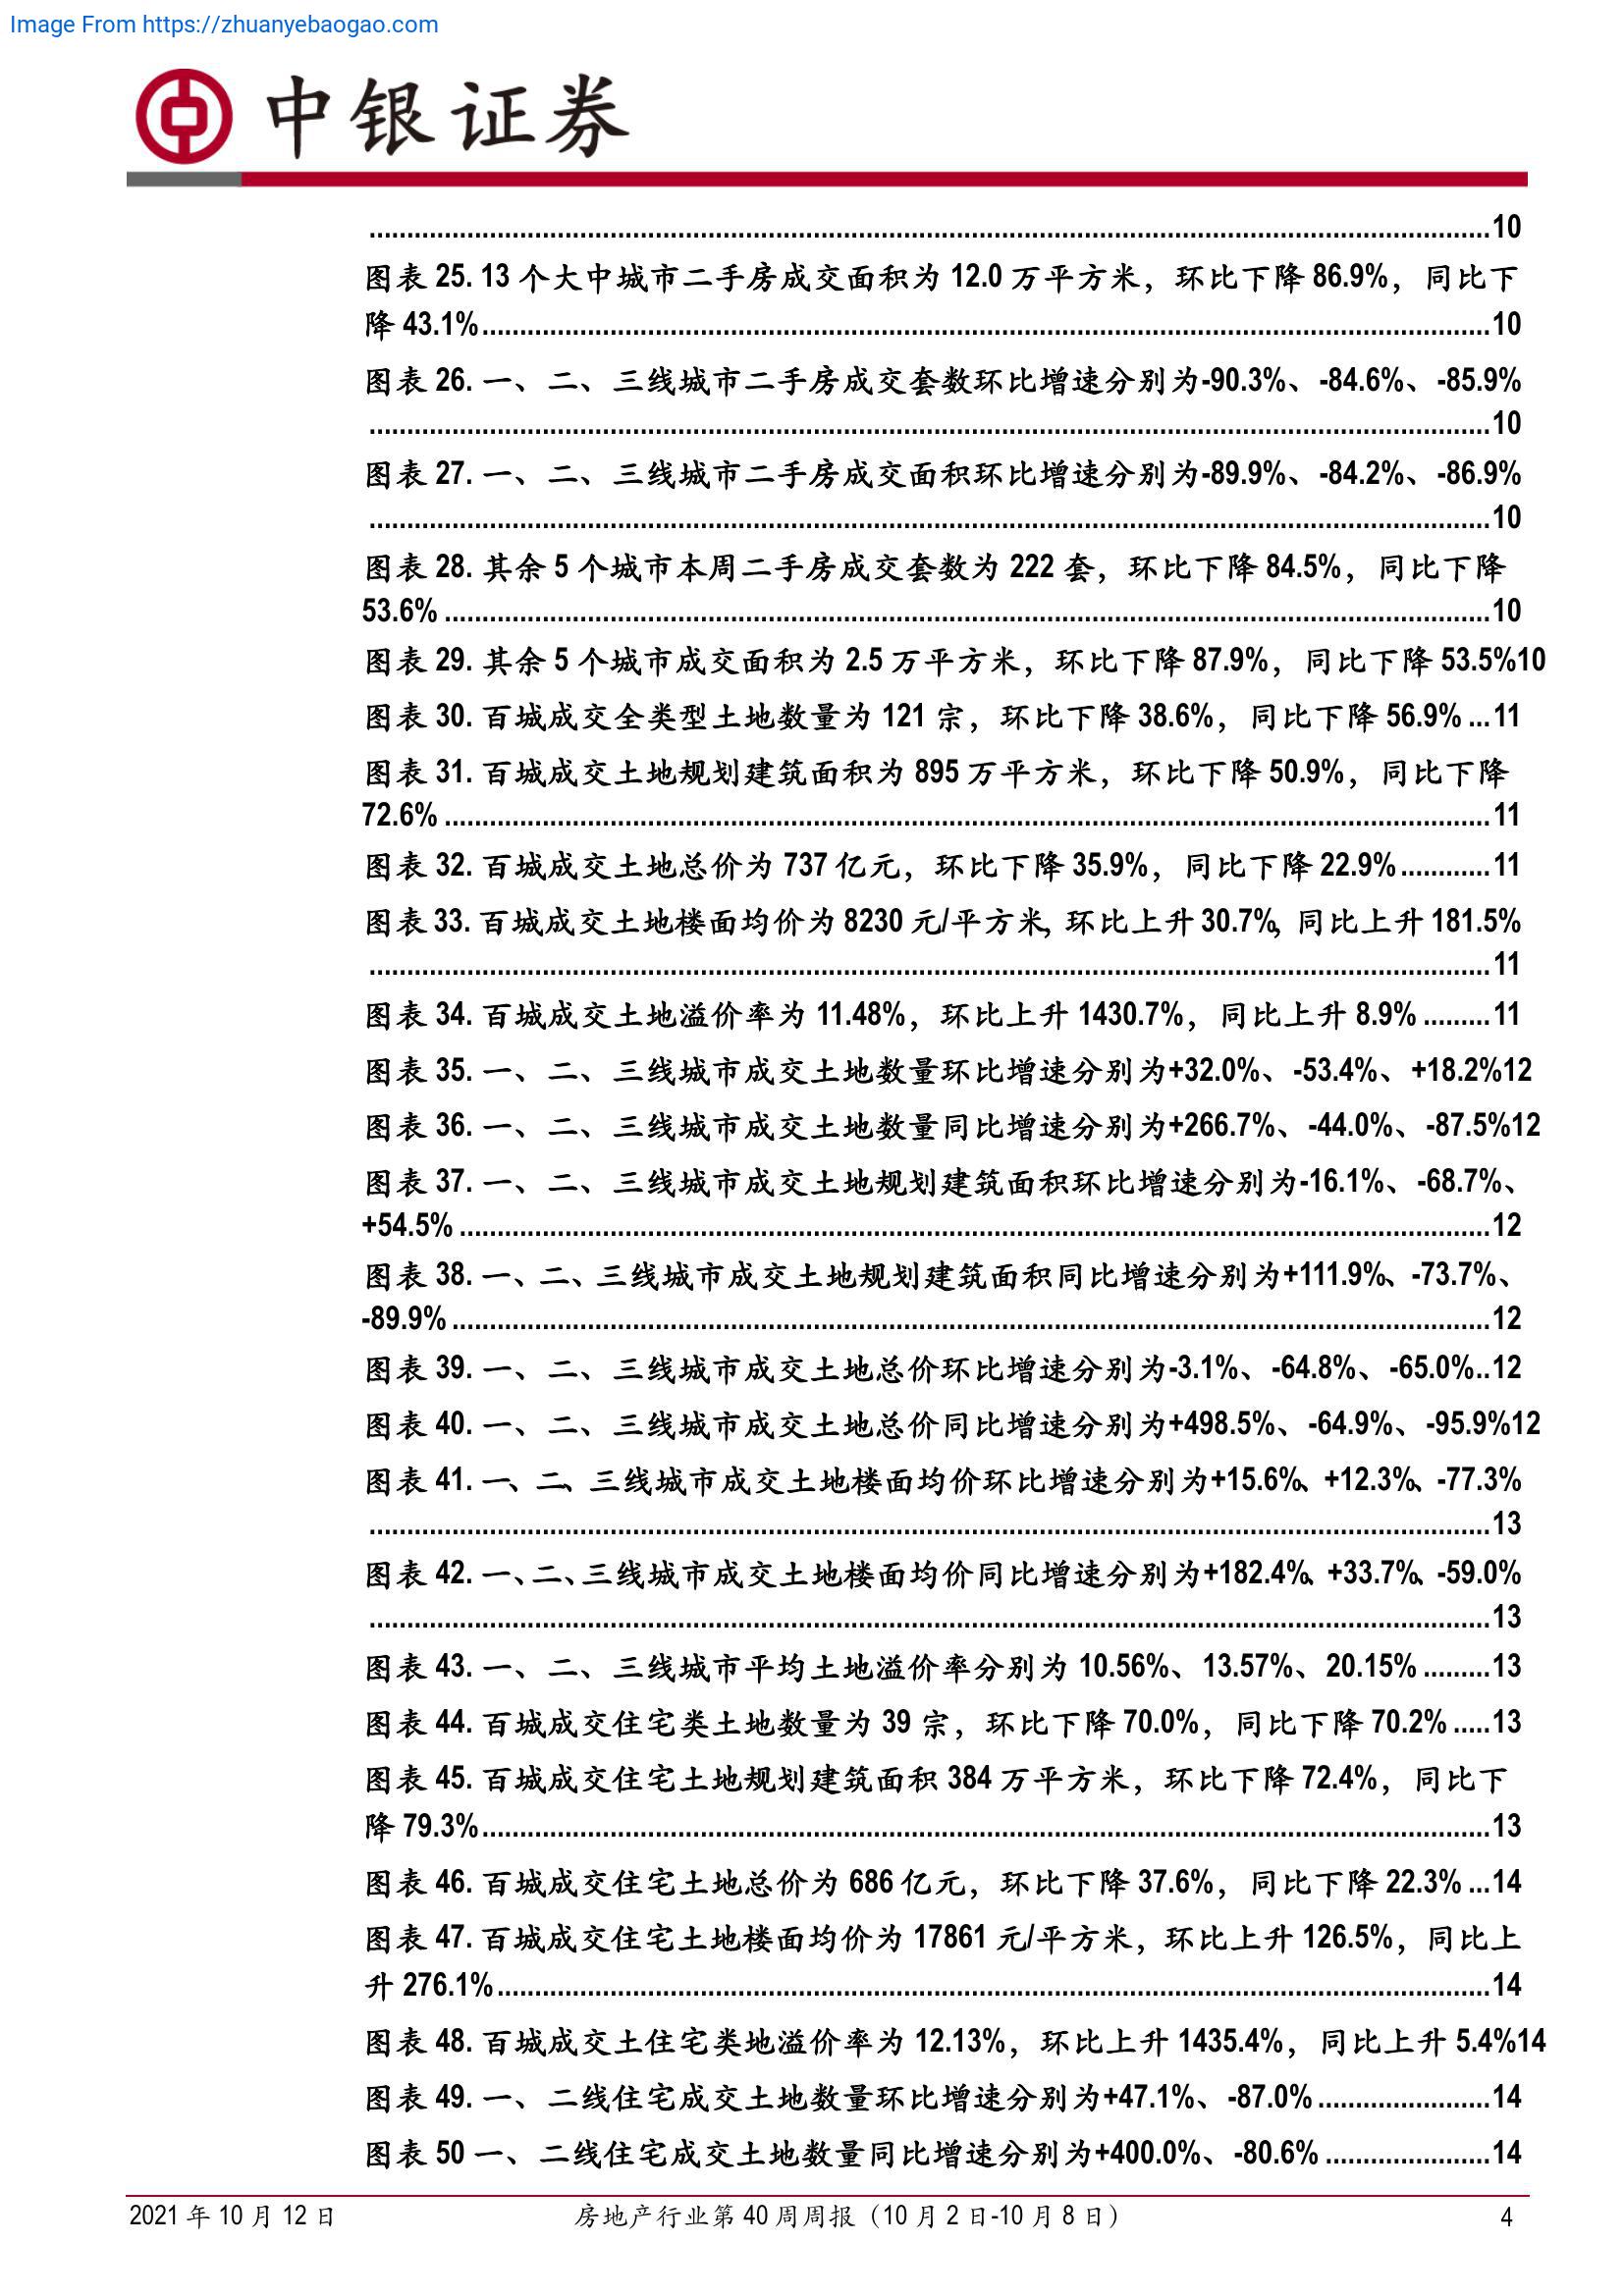 Image From https://zhuanyebaogao.com
中银证券
..........10
图表 25. 13 个大中城市二手房成交面积为 12.0 万平方米，环比下降 86.9%，同比下
降 43.1%..........10
图表 26. 一、二、三线城市二手房成交套数环比增速分别为-90.3%、-84.6%、-85.9%
..........10
图表 27. 一、二、三线城市二手房成交面积环比增速分别为-89.9%、-84.2%、-86.9%
..........10
图表 28. 其余 5 个城市本周二手房成交套数为 222 套，环比下降 84.5%，同比下降
53.6% ..........10
图表 29. 其余 5 个城市成交面积为 2.5 万平方米，环比下降 87.9%，同比下降 53.5%10
图表 30. 百城成交全类型土地数量为 121 宗，环比下降 38.6%，同比下降 56.9% ...11
图表 31. 百城成交土地规划建筑面积为 895 万平方米，环比下降 50.9%，同比下降
72.6% ..........11
图表 32. 百城成交土地总价为 737 亿元，环比下降 35.9%，同比下降 22.9%............11
图表 33. 百城成交土地楼面均价为 8230 元/平方米，环比上升 30.7%，同比上升 181.5%
..........11
图表 34. 百城成交土地溢价率为 11.48%，环比上升 1430.7%，同比上升 8.9% .........11
图表 35. 一、二、三线城市成交土地数量环比增速分别为+32.0%、-53.4%、+18.2%12
图表 36. 一、二、三线城市成交土地数量同比增速分别为+266.7%、-44.0%、-87.5%12
图表 37. 一、二、三线城市成交土地规划建筑面积环比增速分别为-16.1%、-68.7%、
+54.5% ..........12
图表 38. 一、二、三线城市成交土地规划建筑面积同比增速分别为+111.9%、-73.7%、
-89.9% ..........12
图表 39. 一、二、三线城市成交土地总价环比增速分别为-3.1%、-64.8%、-65.0%..12
图表 40. 一、二、三线城市成交土地总价同比增速分别为+498.5%、-64.9%、-95.9%12
图表 41. 一、二、三线城市成交土地楼面均价环比增速分别为+15.6%、+12.3%、-77.3%
..........13
图表 42. 一、二、三线城市成交土地楼面均价同比增速分别为+182.4%、+33.7%、-59.0%
..........13
图表 43. 一、二、三线城市平均土地溢价率分别为 10.56%、13.57%、20.15% .........13
图表 44. 百城成交住宅类土地数量为 39 宗，环比下降 70.0%，同比下降 70.2% .....13
图表 45. 百城成交住宅土地规划建筑面积 384 万平方米，环比下降 72.4%，同比下
降 79.3%..........13
图表 46. 百城成交住宅土地总价为 686 亿元，环比下降 37.6%，同比下降 22.3% ...14
图表 47. 百城成交住宅土地楼面均价为 17861 元/平方米，环比上升 126.5%，同比上
升 276.1%..........14
图表 48. 百城成交土住宅类地溢价率为 12.13%，环比上升 1435.4%，同比上升 5.4%14
图表 49. 一、二线住宅成交土地数量环比增速分别为+47.1%、-87.0% ..........14
图表 50 一、二线住宅成交土地数量同比增速分别为+400.0%、-80.6% ..........14
2021 年 10 月 12 日 房地产行业第 40 周周报（10 月 2 日-10 月 8 日） 4